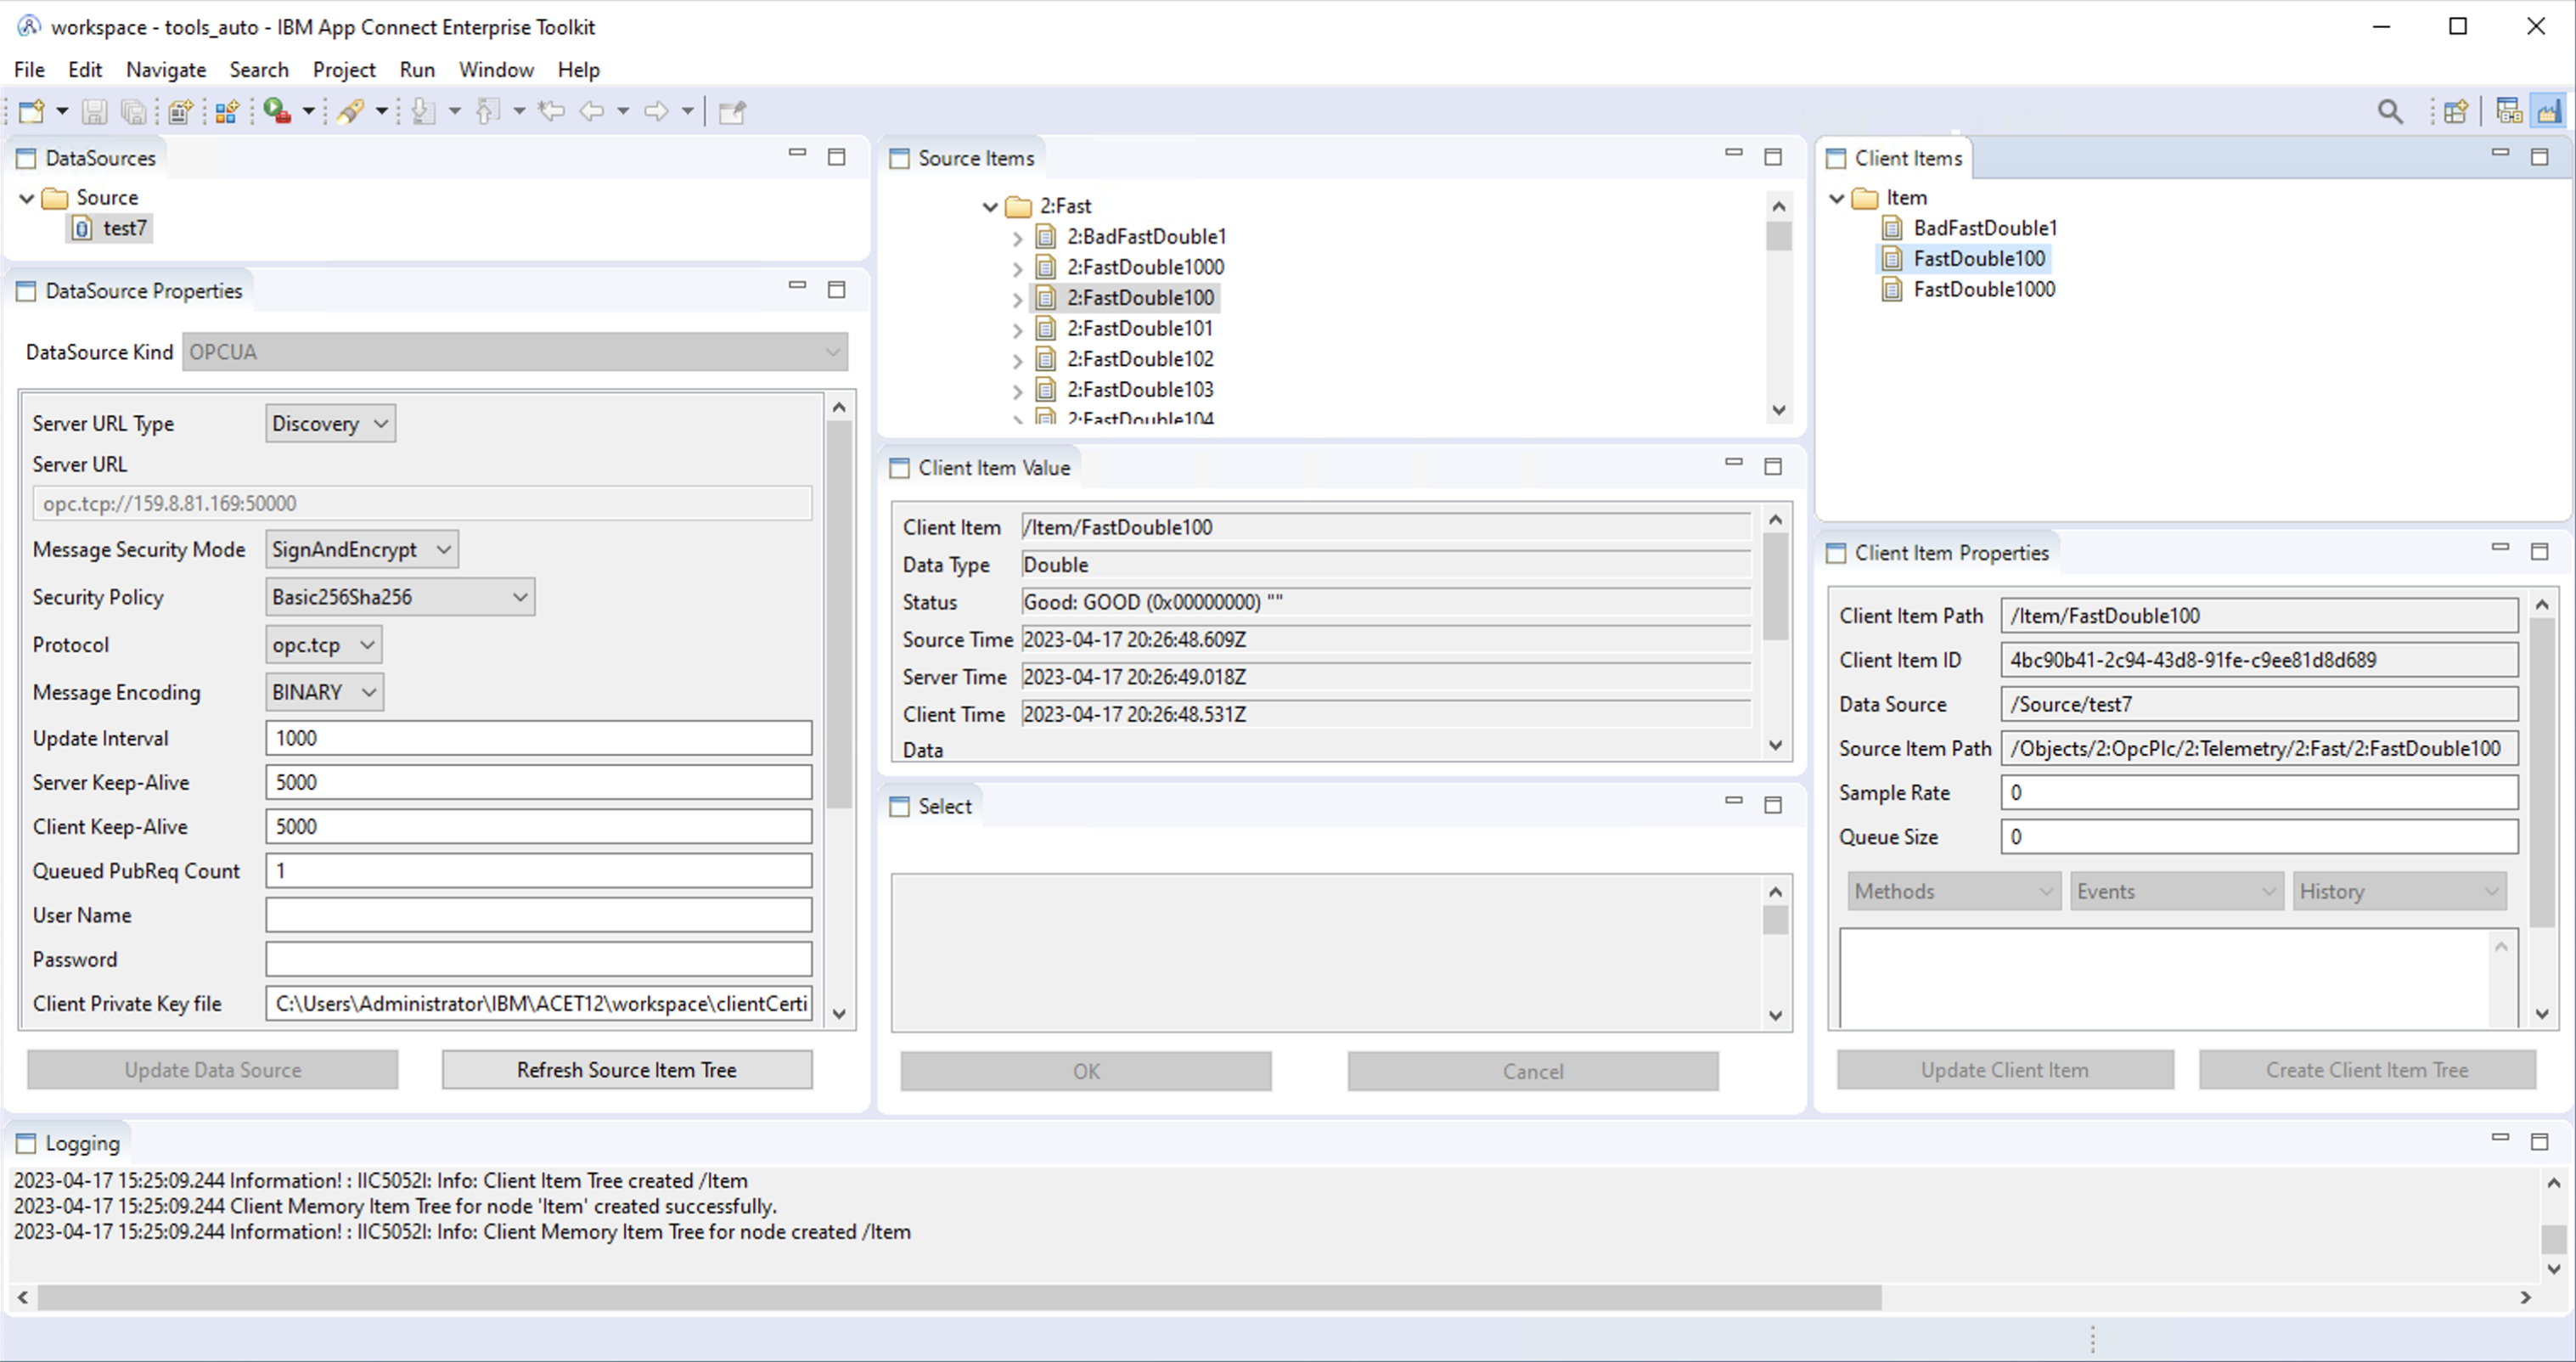 workspace - tools_auto - IBM App Connect Enterprise Toolkit
File Edit Navigate Search Project Run Window Help
DataSources
Source
test7
DataSource Properties
DataSource Kind OPCUA
Server URL Type Discovery
Server URL
opc.tcp://159.8.81.169:50000
Message Security Mode SignAndEncrypt
Security Policy Basic256Sha256
Protocol opc.tcp
Message Encoding BINARY
Update Interval 1000
Server Keep-Alive 5000
Client Keep-Alive 5000
Queued PubReq Count 1
User Name
Password
Client Private Key file C:\Users\Administrator\IBM\ACET12\workspace\clientCerti
Update Data Source Refresh Source Item Tree
Source Items
2:Fast
2:BadFastDouble1
2:FastDouble1000
2:FastDouble100
2:FastDouble101
2:FastDouble102
2:FastDouble103
2:FastDouble104
Client Item Value
Client Item /Item/FastDouble100
Data Type Double
Status Good: GOOD (0x00000000) ""
Source Time 2023-04-17 20:26:48.609Z
Server Time 2023-04-17 20:26:49.018Z
Client Time 2023-04-17 20:26:48.531Z
Data
Select
OK Cancel
Client Items
Item
BadFastDouble1
FastDouble100
FastDouble1000
Client Item Properties
Client Item Path /Item/FastDouble100
Client Item ID 4bc90b41-2c94-43d8-91fe-c9ee81d8d689
Data Source /Source/test7
Source Item Path /Objects/2:OpcPlc/2:Telemetry/2:Fast/2:FastDouble100
Sample Rate 0
Queue Size 0
Methods Events History
Update Client Item Create Client Item Tree
Logging
2023-04-17 15:25:09.244 Information! : IIC5052I: Info: Client Item Tree created /Item
2023-04-17 15:25:09.244 Client Memory Item Tree for node 'Item' created successfully.
2023-04-17 15:25:09.244 Information! : IIC5052I: Info: Client Memory Item Tree for node created /Item